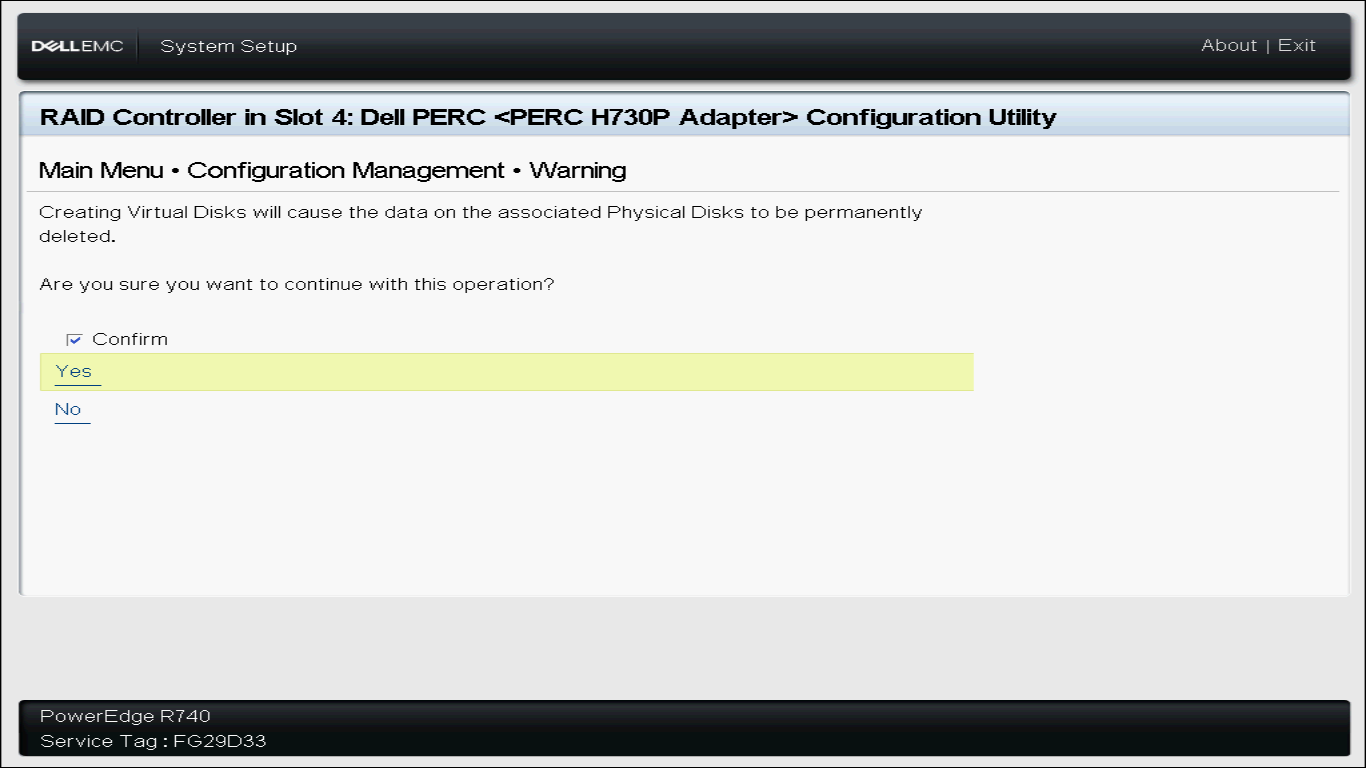 DELLEMC System Setup About | Exit
RAID Controller in Slot 4: Dell PERC <PERC H730P Adapter> Configuration Utility
Main Menu • Configuration Management • Warning
Creating Virtual Disks will cause the data on the associated Physical Disks to be permanently
deleted.
Are you sure you want to continue with this operation?
Confirm
Yes
No
PowerEdge R740
Service Tag : FG29D33